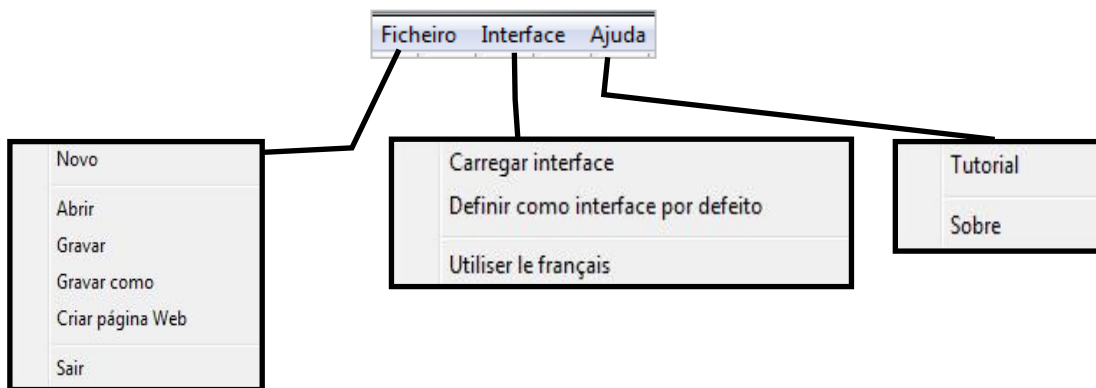 Ficheiro Interface Ajuda
Novo
Abrir
Gravar
Gravar como
Criar página Web
Sair
Carregar interface
Definir como interface por defeito
Utiliser le français
Tutorial
Sobre